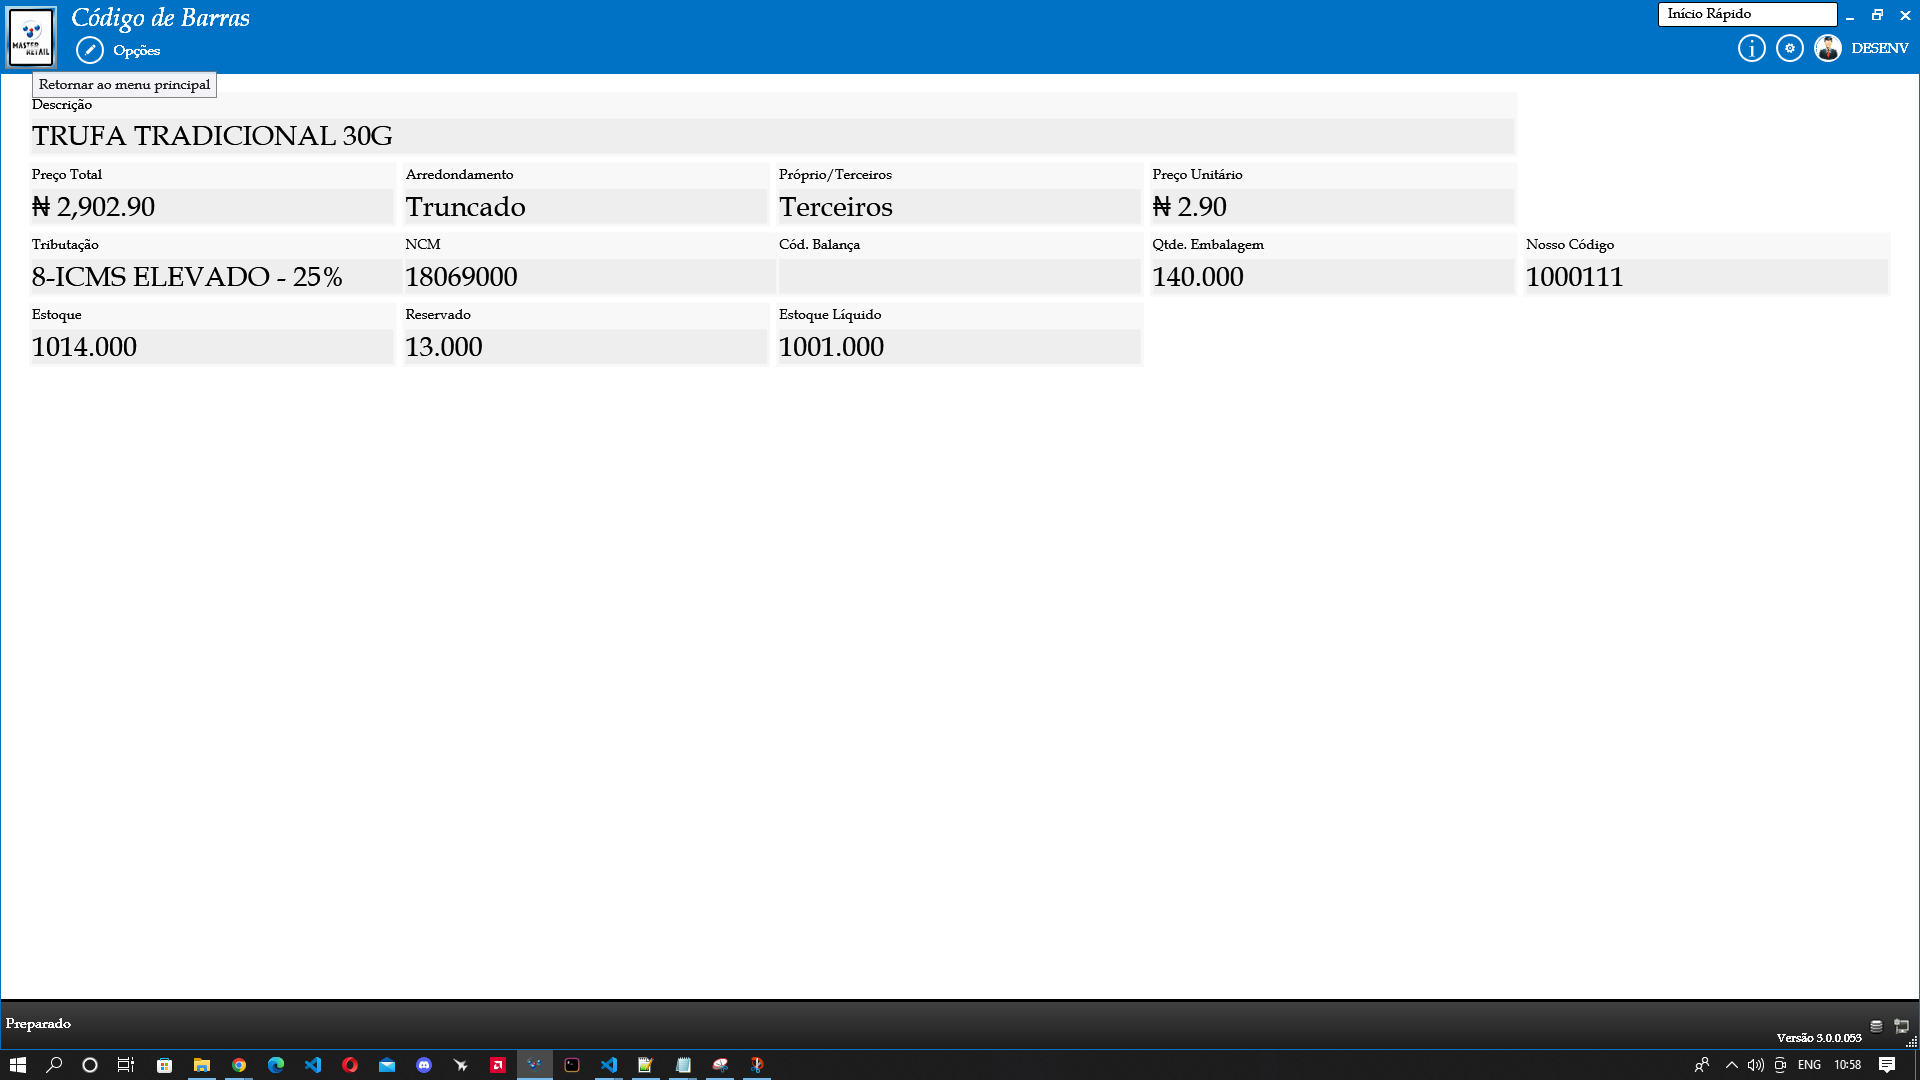 Código de Barras
Início Rápido
MASTER
RETAIL
Opções
DESENV
Retornar ao menu principal
Descrição
TRUFA TRADICIONAL 30G
Preço Total
Arredondamento
Próprio/Terceiros
Preço Unitário
₦ 2,902.90
Truncado
Terceiros
₦ 2.90
Tributação
NCM
Cód. Balança
Qtde. Embalagem
Nosso Código
8-ICMS ELEVADO - 25%
18069000
140.000
1000111
Estoque
Reservado
Estoque Líquido
1014.000
13.000
1001.000
Preparado
Versão 3.0.0.053
ENG
10:58